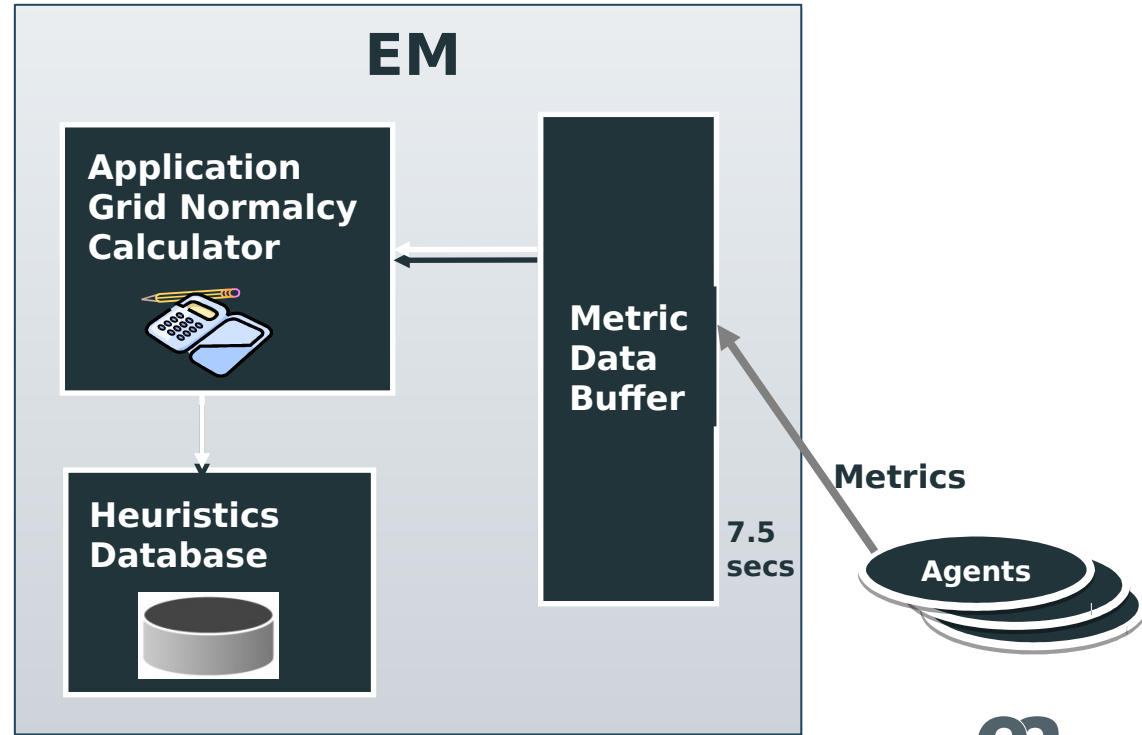 EM
Application
Grid Normalcy
Calculator
Metric
Data
Buffer
Metrics
7.5
secs
Agents
Heuristics
Database